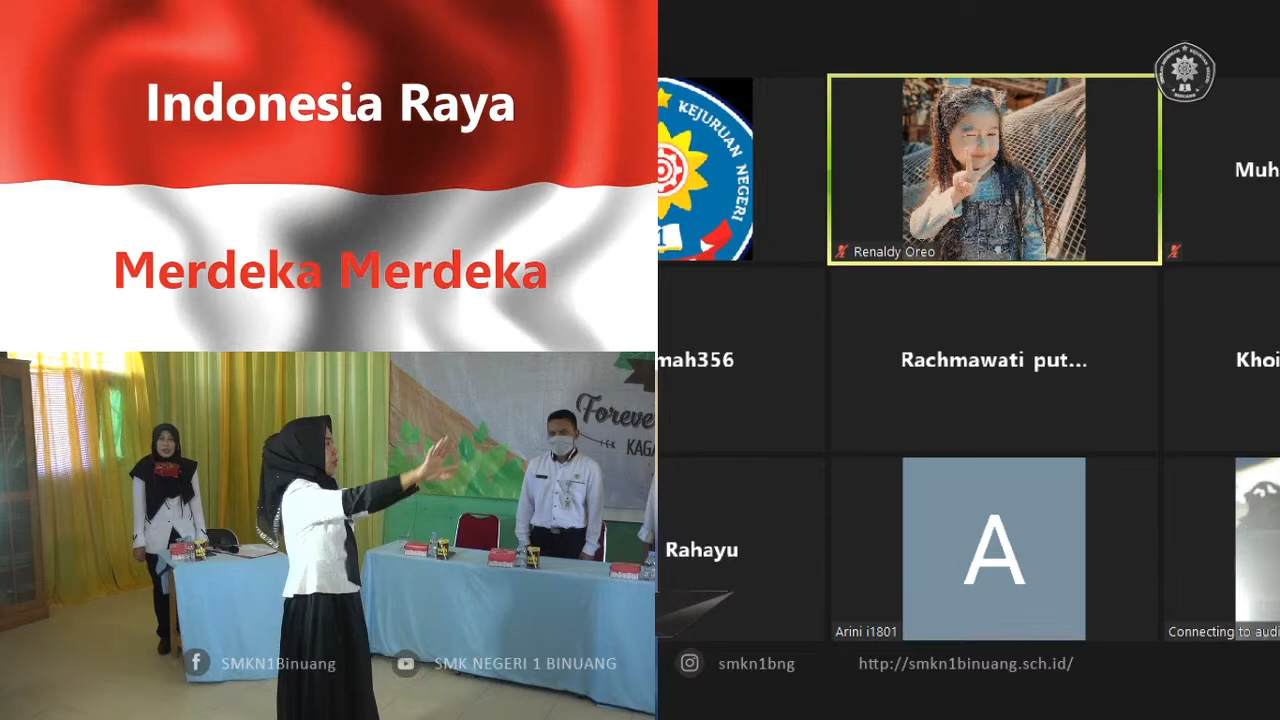 Indonesia Raya
Merdeka Merdeka
Foreve
KAGA
SMKN1Binuang
SMK NEGERI 1 BINUANG
KEJURUAN NEGERI
1
Renaldy Oreo
Muh
mah356
Rachmawati put...
Khoi
Rahayu
A
Arini i1801
Connecting to audi
smkn1bng
http://smkn1binuang.sch.id/